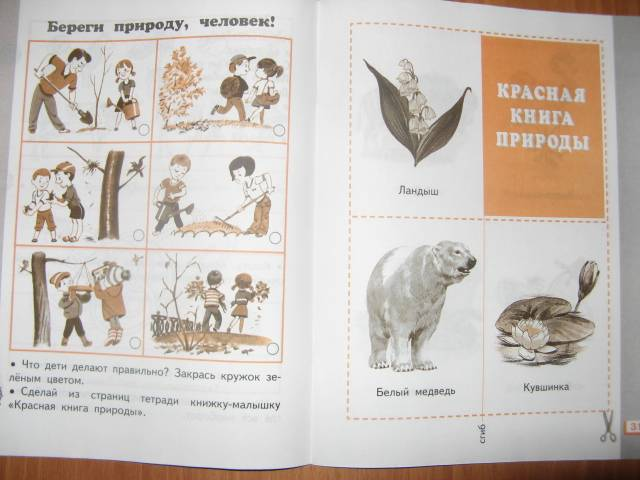 Береги природу, человек!
• Что дети делают правильно? Закрась кружок зе-
лёным цветом.
• Сделай из страниц тетради книжку-малышку
«Красная книга природы».
КРАСНАЯ
КНИГА
ПРИРОДЫ
Ландыш
Белый медведь
Кувшинка
сгиб
31